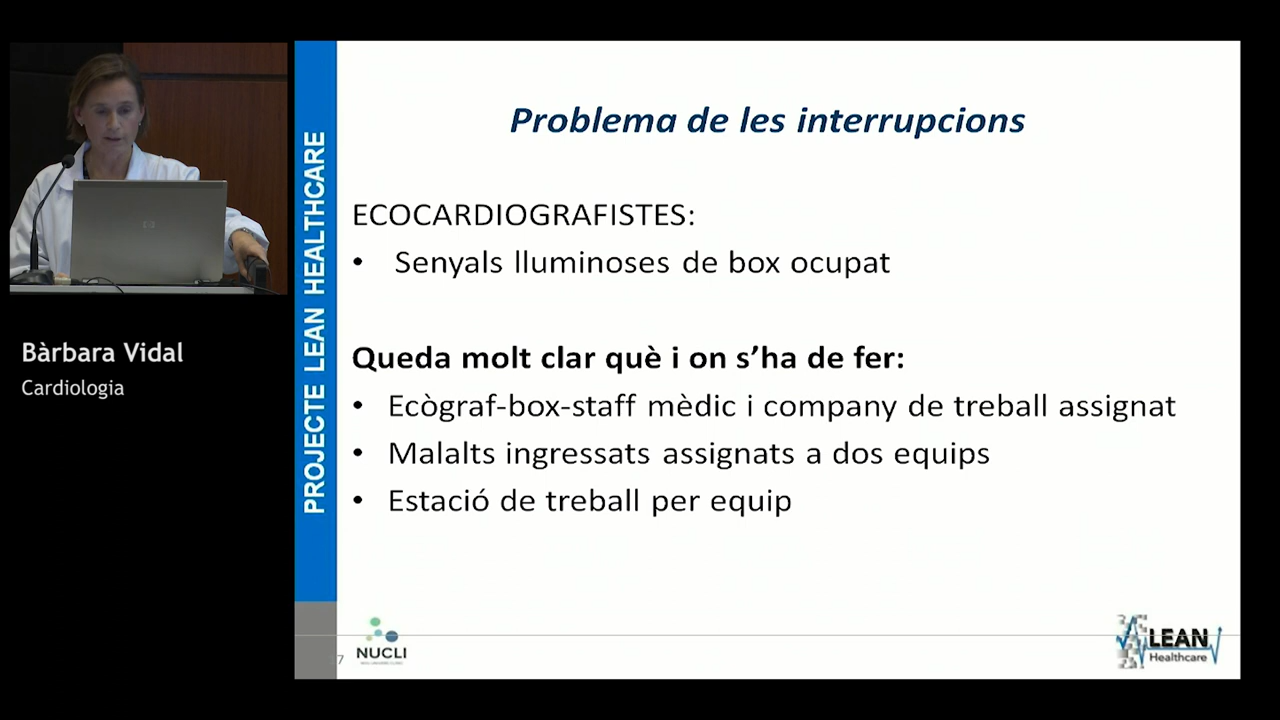 Problema de les interrupcions
ECOCARDIOGRAFISTES:
• Senyals lluminoses de box ocupat
Queda molt clar què i on s’ha de fer:
• Ecògraf-box-staff mèdic i company de treball assignat
• Malalts ingressats assignats a dos equips
• Estació de treball per equip
PROJECTE LEAN HEALTHCARE
Bàrbara Vidal
Cardiologia
7
NUCLI
LEAN
Healthcare
hp